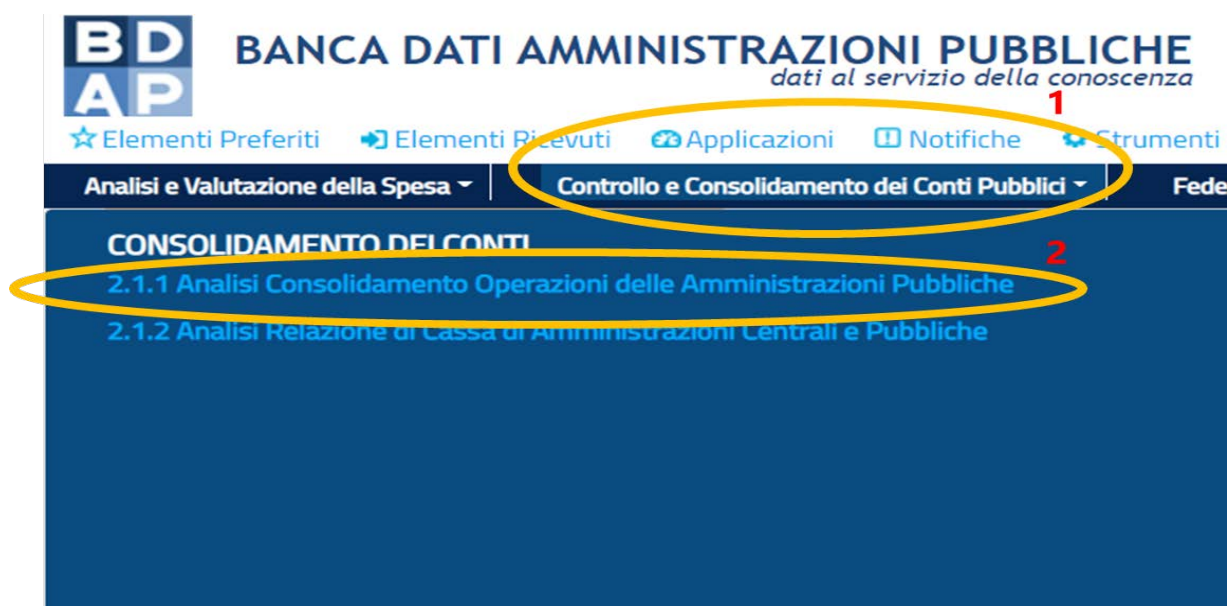 BD
AP
BANCA DATI AMMINISTRAZIONI PUBBLICHE
dati al servizio della conoscenza
1
Elementi Preferiti Elementi Ricevuti Applicazioni Notifiche Strumenti
Analisi e Valutazione della Spesa Controllo e Consolidamento dei Conti Pubblici Fede
CONSOLIDAMENTO DEI CONTI
2
2.1.1 Analisi Consolidamento Operazioni delle Amministrazioni Pubbliche
2.1.2 Analisi Relazione di Cassa di Amministrazioni Centrali e Pubbliche